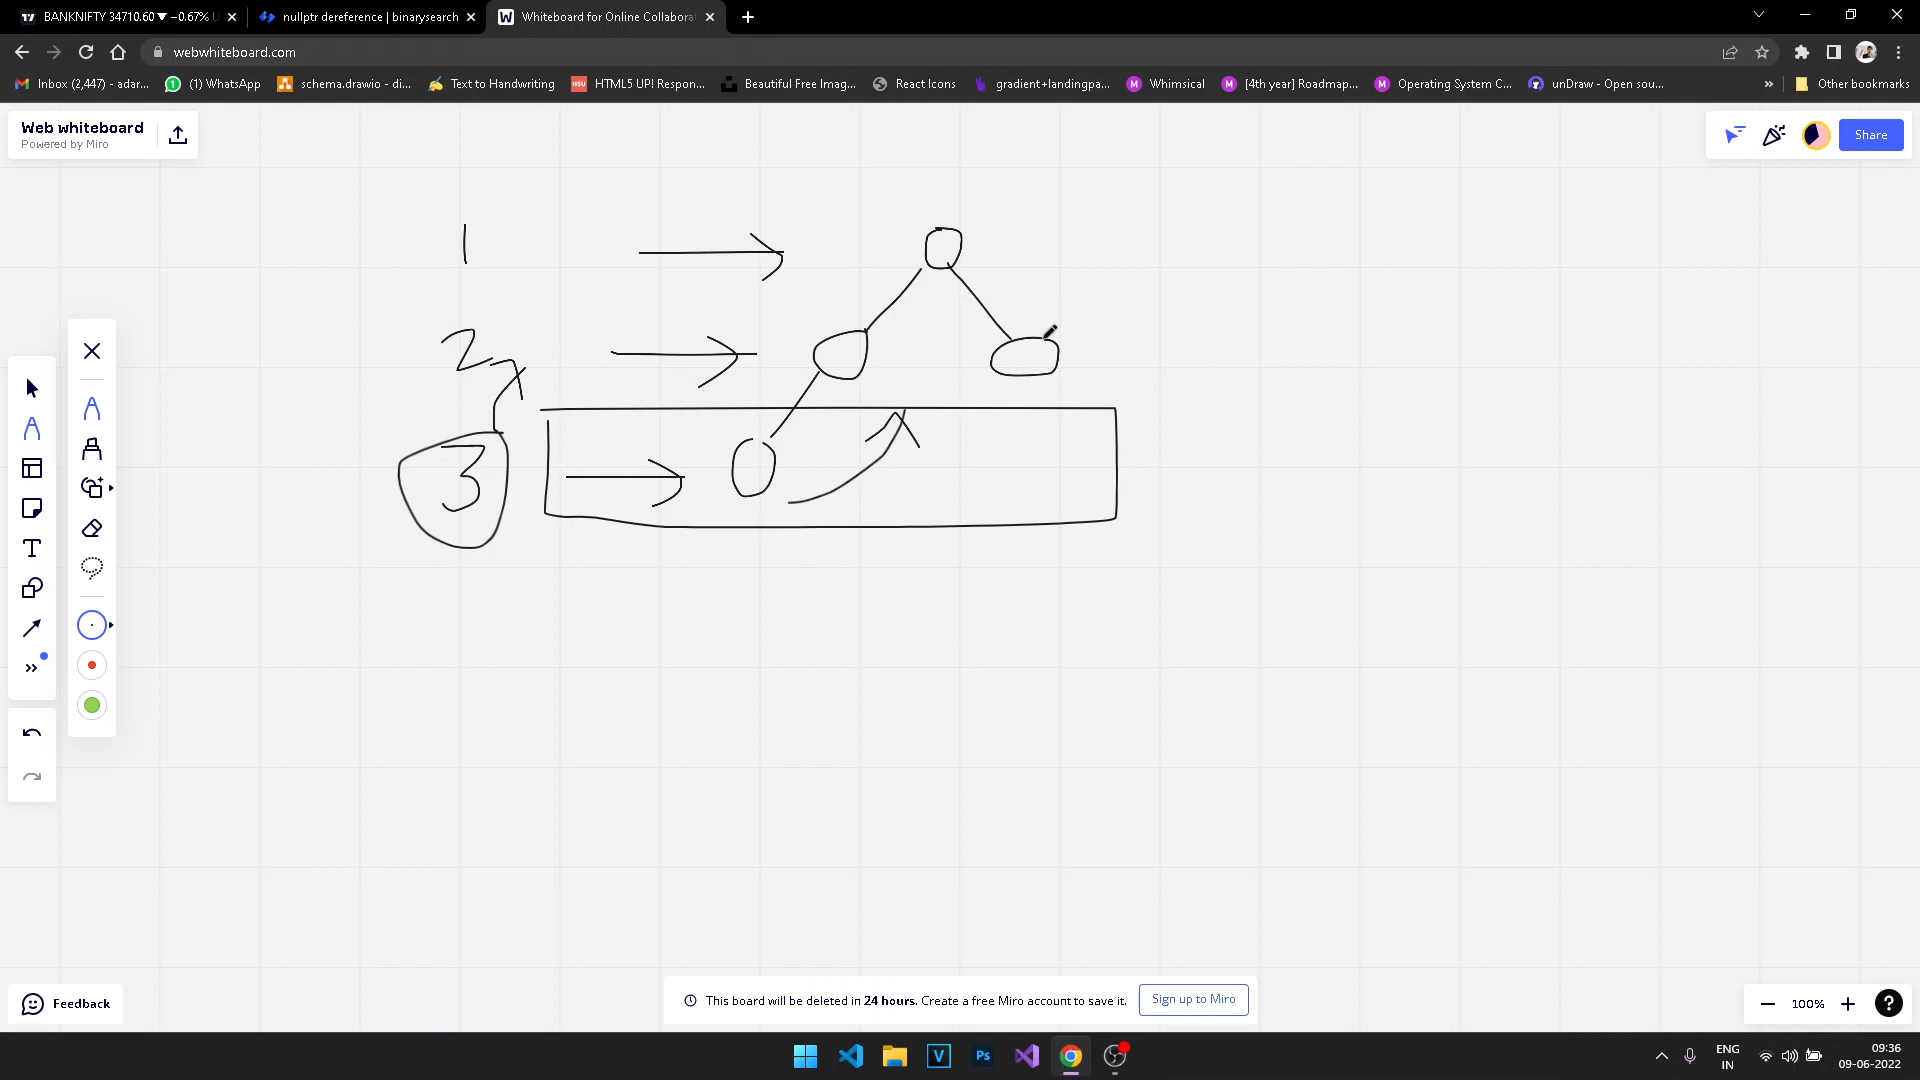 BANKNIFTY 34710.60 ▼ −0.67% U
nullptr dereference | binarysearch
Whiteboard for Online Collabora
webwhiteboard.com
Inbox (2,447) - adar...
(1) WhatsApp
schema.drawio - di...
Text to Handwriting
HTML5 UP! Respon...
Beautiful Free Imag...
React Icons
gradient+landingpa...
Whimsical
[4th year] Roadmap...
Operating System C...
unDraw - Open sou...
Other bookmarks
Web whiteboard
Powered by Miro
Share
1
2
3
Feedback
This board will be deleted in 24 hours. Create a free Miro account to save it.
Sign up to Miro
100%
ENG
IN
09:36
09-06-2022